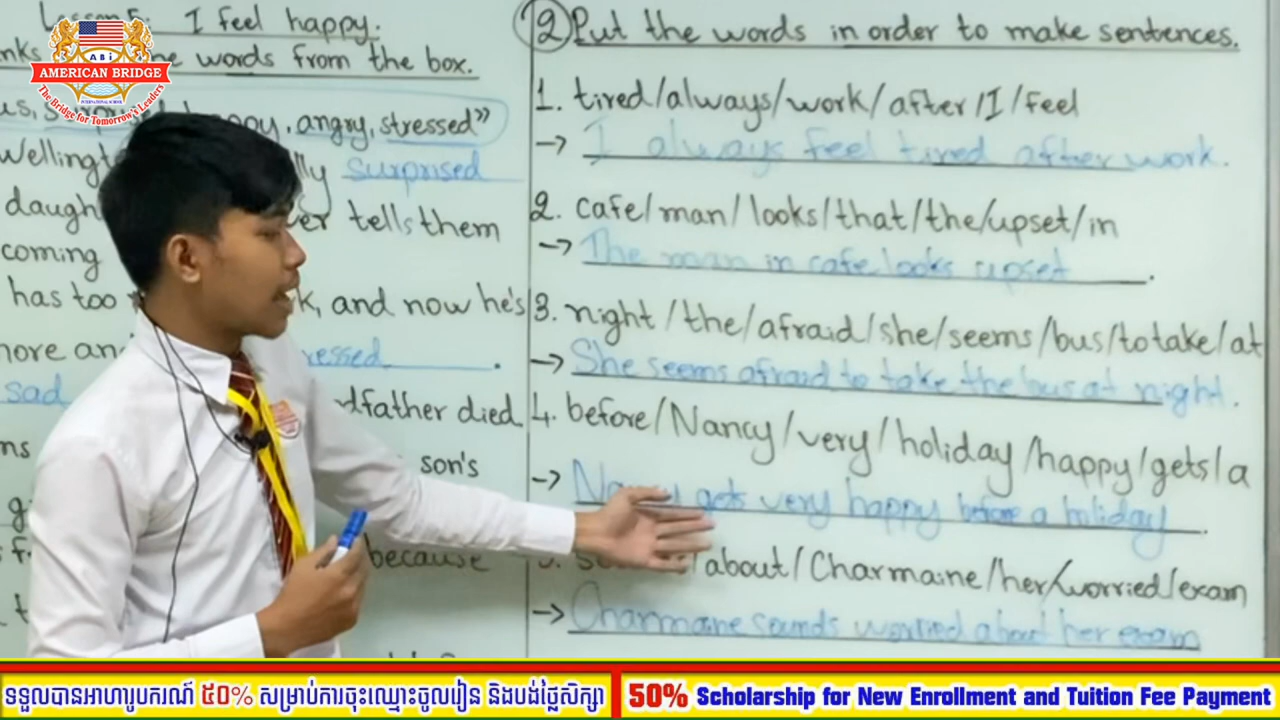 Lesson 5: I feel happy.
the words from the box.
angry, stressed"
surprised
tells them
coming
has too and now he's
sad
father died
son's
because
2 Put the words in order to make sentences.
1. tired/always/work/after/I/feel
→ I always feel tired after work.
2. cafe/man/looks/that/the/upset/in
→ The man in cafe looks upset.
3. night/the/afraid/she/seems/bus/to take/at
→ She seems afraid to take the bus at night.
4. before/Nancy/very/holiday/happy/gets/a
→ Nancy gets very happy before a holiday.
/about/Charmaine/her/worried/exam
→ Charmaine sounds worried about her exam
ABi
AMERICAN BRIDGE
INTERNATIONAL SCHOOL
The Bridge for Tomorrow's Leaders
ទទួលបានអាហារូបករណ៍ ៥០% សម្រាប់ការចុះឈ្មោះចូលរៀន និងបង់ថ្លៃសិក្សា
50% Scholarship for New Enrollment and Tuition Fee Payment